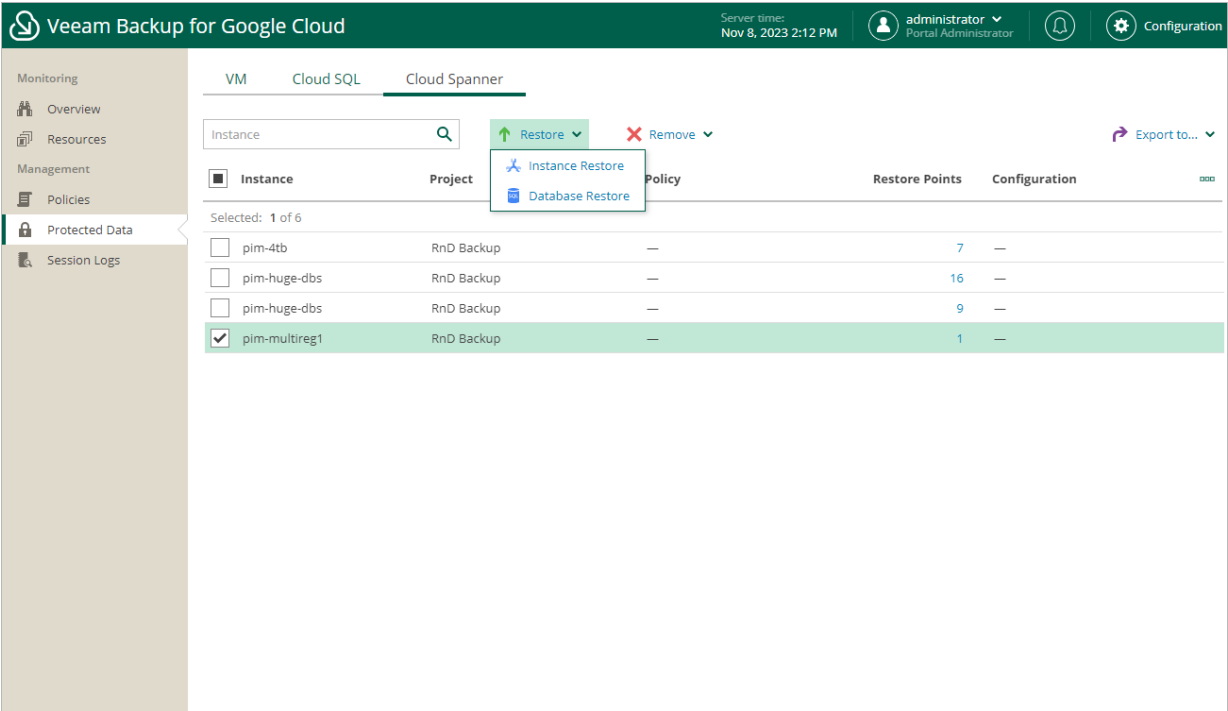 Veeam Backup for Google Cloud
Server time:
Nov 8, 2023 2:12 PM
administrator
Portal Administrator
Configuration
Monitoring
Overview
Resources
Management
Policies
Protected Data
Session Logs
VM Cloud SQL Cloud Spanner
Instance Restore Remove Export to...
Instance Restore
Database Restore
Instance Project Policy Restore Points Configuration
Selected: 1 of 6
pim-4tb RnD Backup — 7 —
pim-huge-dbs RnD Backup — 16 —
pim-huge-dbs RnD Backup — 9 —
pim-multireg1 RnD Backup — 1 —